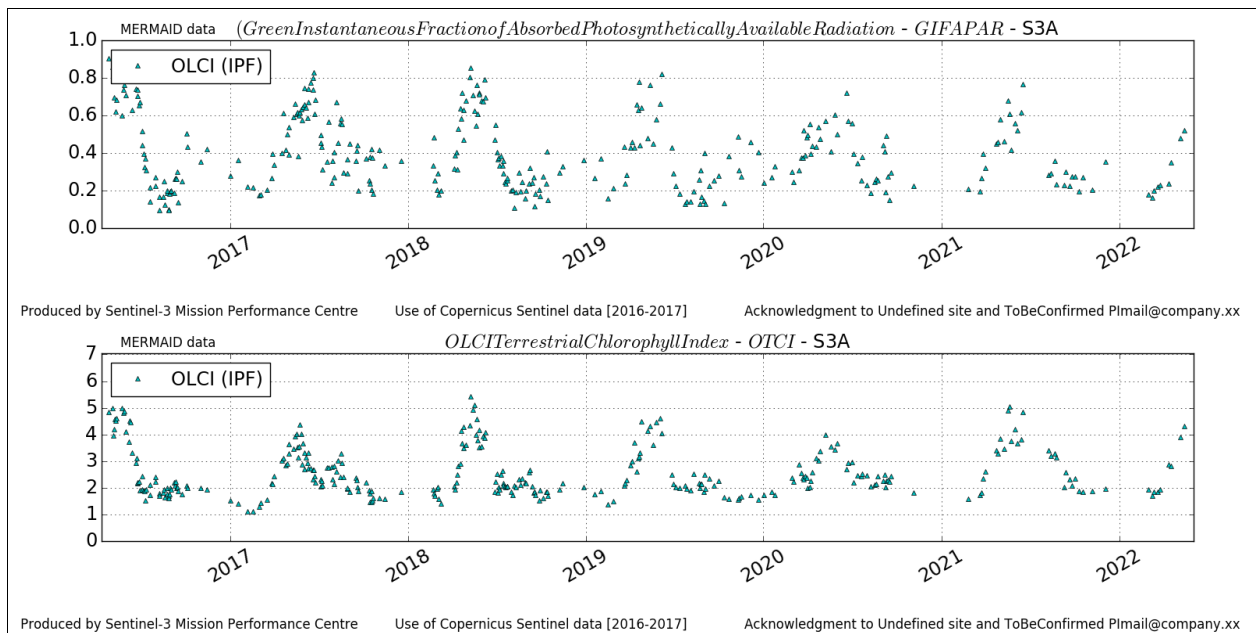 MERMAID data (GreenInstantaneousFractionofAbsorbedPhotosyntheticallyAvailableRadiation - GIFAPAR - S3A
1.0
OLCI (IPF)
0.8
0.6
0.4
0.2
0.0
2017 2018 2019 2020 2021 2022
Produced by Sentinel-3 Mission Performance Centre Use of Copernicus Sentinel data [2016-2017] Acknowledgment to Undefined site and ToBeConfirmed PImail@company.xx
MERMAID data OLCITerrestrialChlorophyllIndex - OTCI - S3A
7
OLCI (IPF)
6
5
4
3
2
1
0
2017 2018 2019 2020 2021 2022
Produced by Sentinel-3 Mission Performance Centre Use of Copernicus Sentinel data [2016-2017] Acknowledgment to Undefined site and ToBeConfirmed PImail@company.xx